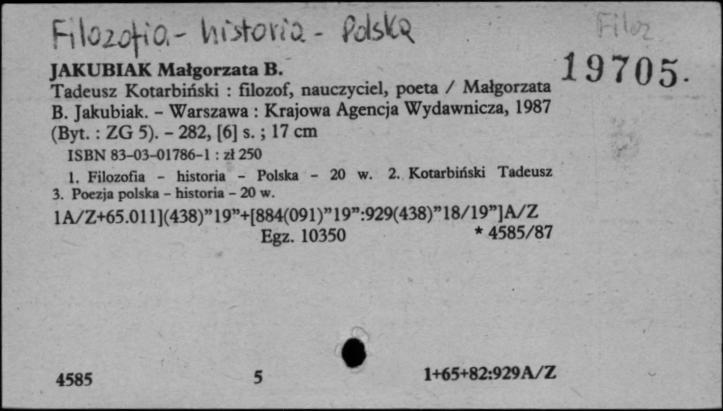 Filozofia - historia - Polska
Filoz
JAKUBIAK Małgorzata B.
19705.
Tadeusz Kotarbiński : filozof, nauczyciel, poeta / Małgorzata
B. Jakubiak. – Warszawa : Krajowa Agencja Wydawnicza, 1987
(Byt. : ZG 5). – 282, [6] s. ; 17 cm
ISBN 83-03-01786-1 : zł 250
1. Filozofia – historia – Polska – 20 w. 2. Kotarbiński Tadeusz
3. Poezja polska – historia – 20 w.
1A/Z+65.011](438)”19”+[884(091)”19”:929(438)”18/19”]A/Z
Egz. 10350 * 4585/87
4585 5 1+65+82:929A/Z